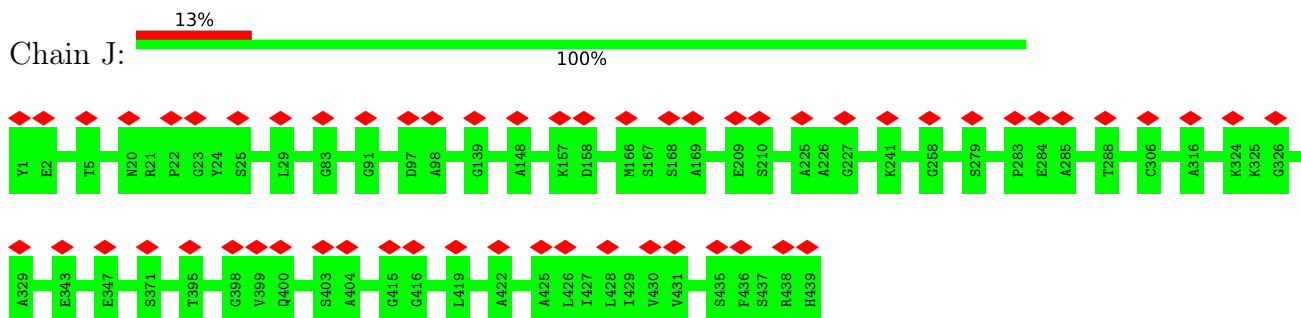 13%
Chain J:
100%
Y1 E2 T5 N20 R21 P22 G23 Y24 S25 L29 G83 G91 D97 A98 G139 A148 K157 D158 M166 S167 S168 A169 E209 S210 A225 A226 G227 K241 G258 S279 P283 E284 A285 T288 C306 A316 K324 K325 G326
A329 E343 E347 S371 T395 G398 V399 Q400 S403 A404 G415 G416 L419 A422 A425 L426 I427 L428 I429 V430 V431 S435 F436 S437 R438 H439